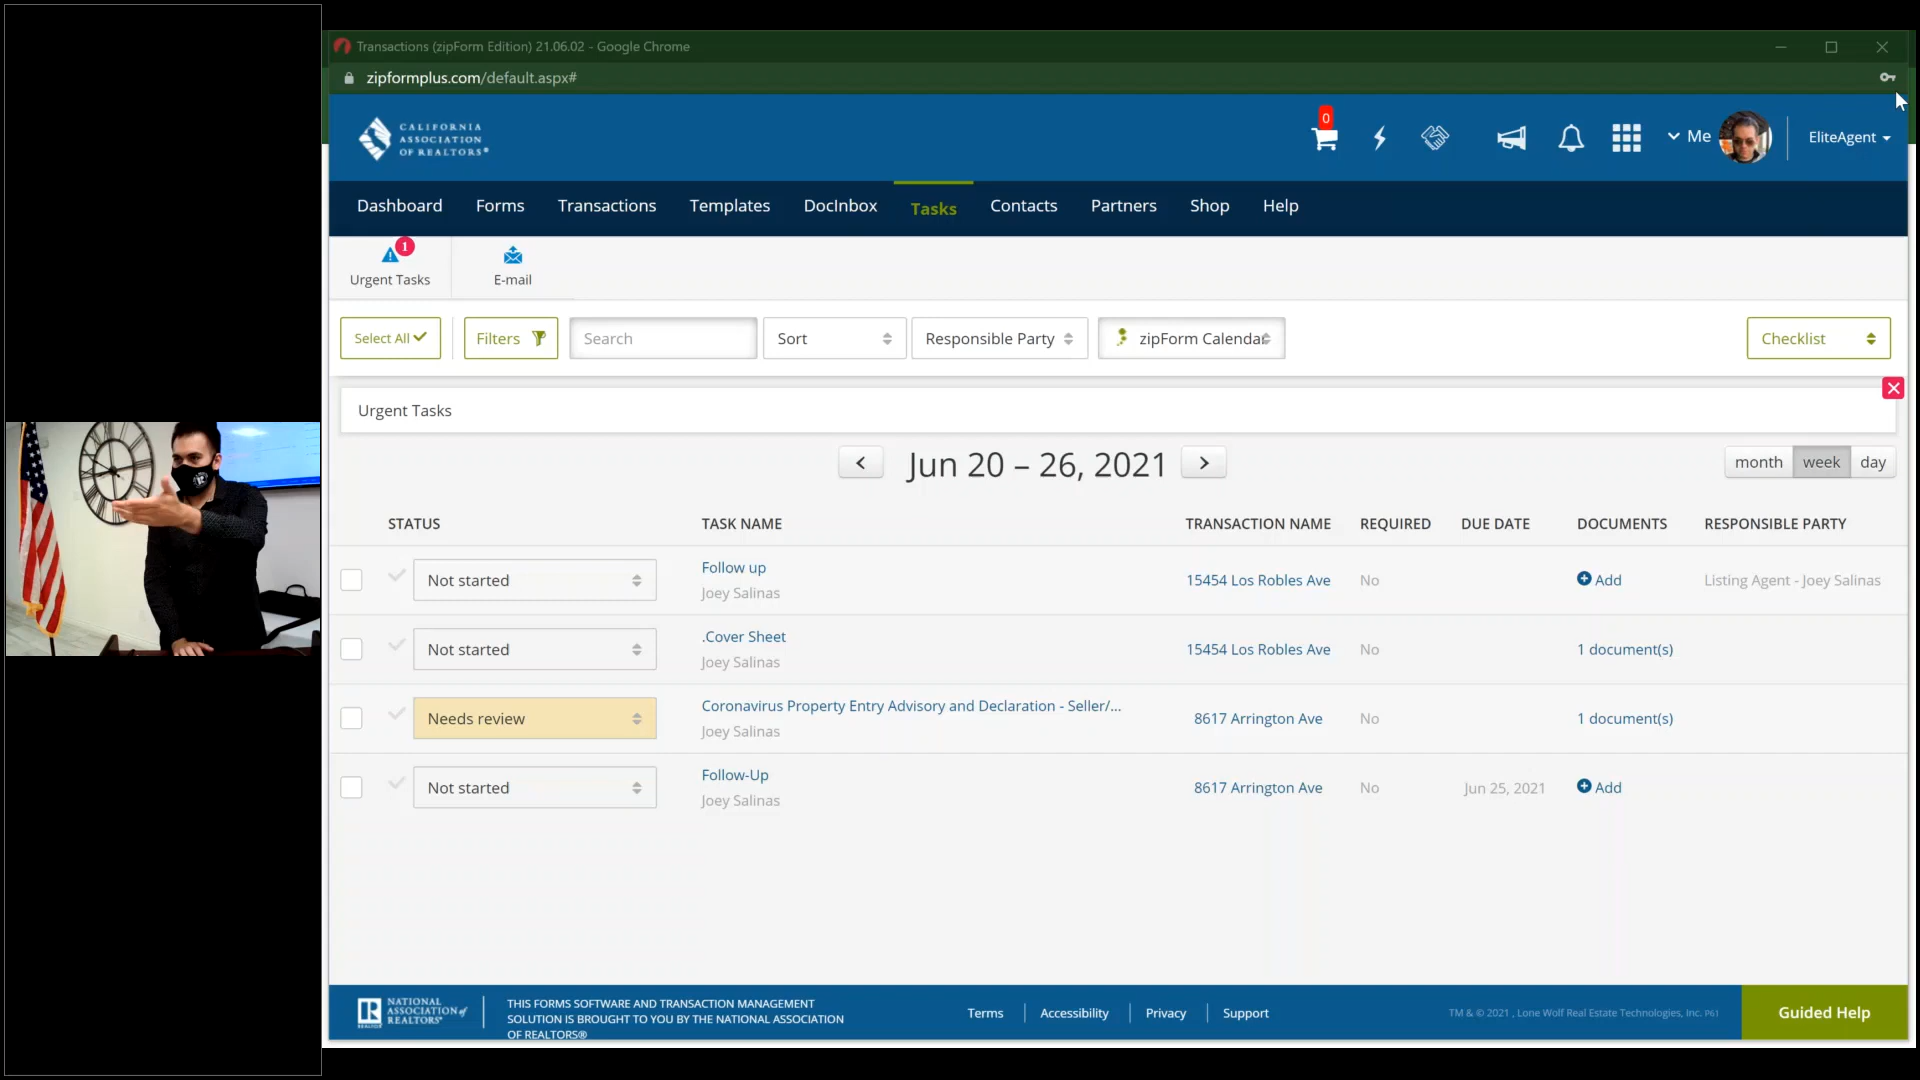 Transactions (zipForm Edition) 21.06.02 - Google Chrome
zipformplus.com/default.aspx#
CALIFORNIA
ASSOCIATION
OF REALTORS®
0
Me
EliteAgent
Dashboard
Forms
Transactions
Templates
DocInbox
Tasks
Contacts
Partners
Shop
Help
1
Urgent Tasks
E-mail
Select All
Filters
Search
Sort
Responsible Party
zipForm Calendar
Checklist
Urgent Tasks
Jun 20 – 26, 2021
month
week
day
STATUS
TASK NAME
TRANSACTION NAME
REQUIRED
DUE DATE
DOCUMENTS
RESPONSIBLE PARTY
Not started
Follow up
Joey Salinas
15454 Los Robles Ave
No
Add
Listing Agent - Joey Salinas
Not started
.Cover Sheet
Joey Salinas
15454 Los Robles Ave
No
1 document(s)
Needs review
Coronavirus Property Entry Advisory and Declaration - Seller/...
Joey Salinas
8617 Arrington Ave
No
1 document(s)
Not started
Follow-Up
Joey Salinas
8617 Arrington Ave
No
Jun 25, 2021
Add
NATIONAL
ASSOCIATION of
REALTORS®
REALTOR®
THIS FORMS SOFTWARE AND TRANSACTION MANAGEMENT
SOLUTION IS BROUGHT TO YOU BY THE NATIONAL ASSOCIATION
OF REALTORS®
Terms
Accessibility
Privacy
Support
TM & © 2021 , Lone Wolf Real Estate Technologies, Inc. P61
Guided Help